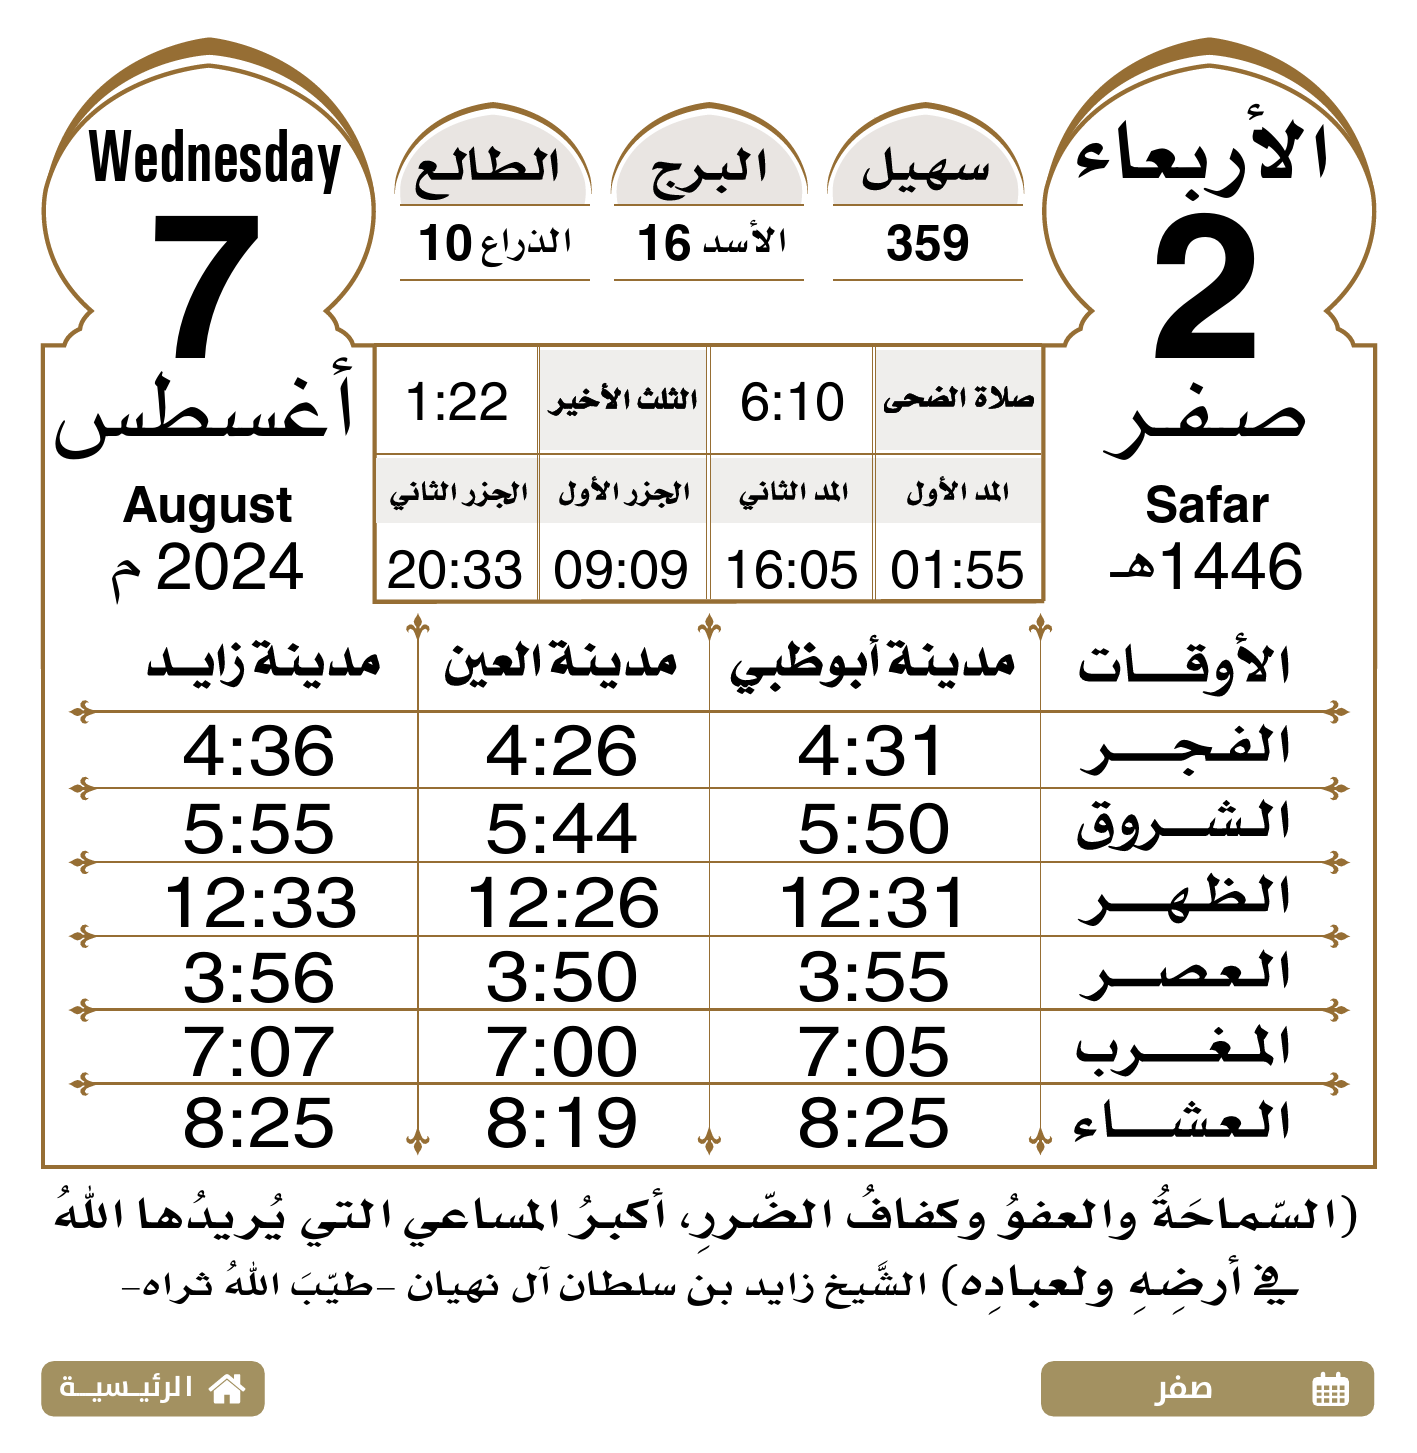 الأربعاء
2
صفر
Safar
1446هـ
سهيل
359
البرج
الأسد 16
الطالع
الذراع 10
Wednesday
7
أغسطس
August
2024 م
صلاة الضحى 6:10 الثلث الأخير 1:22
المد الأول المد الثاني الجزر الأول الجزر الثاني
01:55 16:05 09:09 20:33
الأوقات مدينة أبوظبي مدينة العين مدينة زايد
الفجر 4:31 4:26 4:36
الشروق 5:50 5:44 5:55
الظهر 12:31 12:26 12:33
العصر 3:55 3:50 3:56
المغرب 7:05 7:00 7:07
العشاء 8:25 8:19 8:25
(السّماحَةُ والعفوُ وكفافُ الضّررِ، أكبرُ المساعي التي يُريدُها اللهُ
في أرضِهِ ولعبادِه) الشَّيخ زايد بن سلطان آل نهيان -طيّبَ اللهُ ثراه-
صفر
الرئيسية